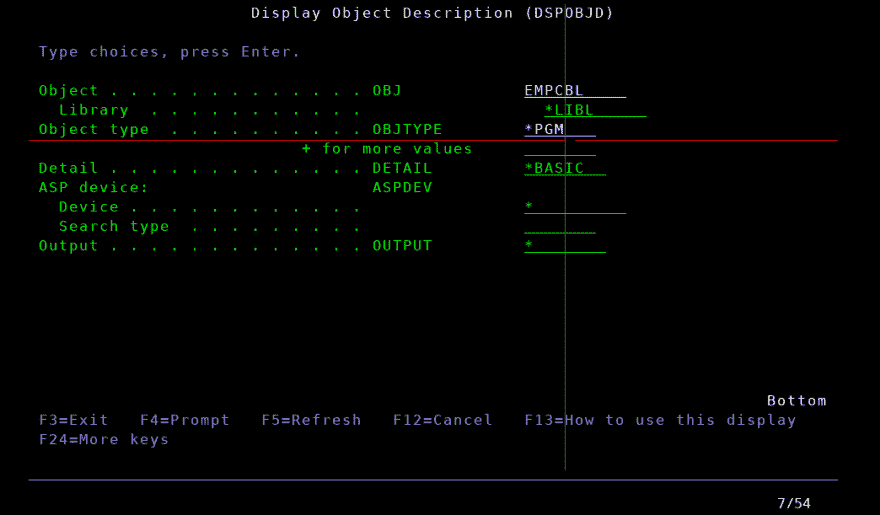 Display Object Description (DSPOBJD)
Type choices, press Enter.
Object . . . . . . . . . . . . . OBJ EMPCBL
Library . . . . . . . . . . . *LIBL
Object type . . . . . . . . . . OBJTYPE *PGM
+ for more values
Detail . . . . . . . . . . . . . DETAIL *BASIC
ASP device: ASPDEV
Device . . . . . . . . . . . . *
Search type . . . . . . . . .
Output . . . . . . . . . . . . . OUTPUT *
Bottom
F3=Exit F4=Prompt F5=Refresh F12=Cancel F13=How to use this display
F24=More keys
7/54